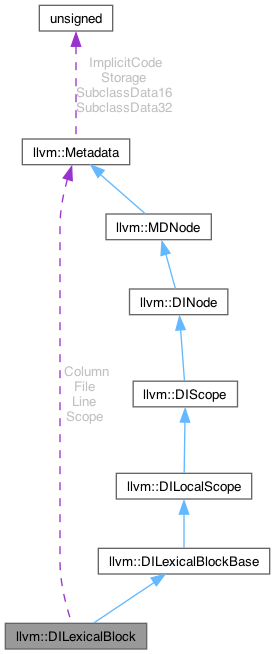 unsigned
ImplicitCode
Storage
SubclassData16
SubclassData32
llvm::Metadata
llvm::MDNode
llvm::DINode
Column
File
Line
Scope
llvm::DIScope
llvm::DILocalScope
llvm::DILexicalBlockBase
llvm::DILexicalBlock